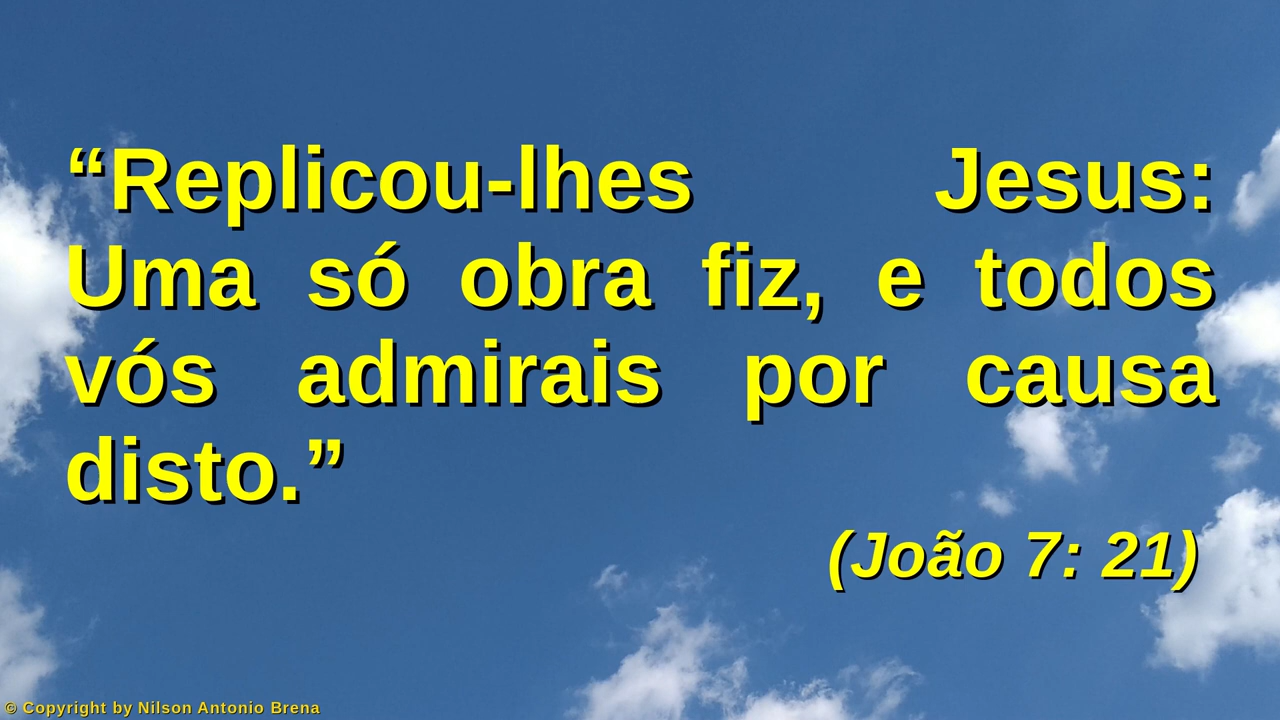 “Replicou-lhes Jesus:
Uma só obra fiz, e todos
vós admirais por causa
disto.”
(João 7: 21)
© Copyright by Nilson Antonio Brena